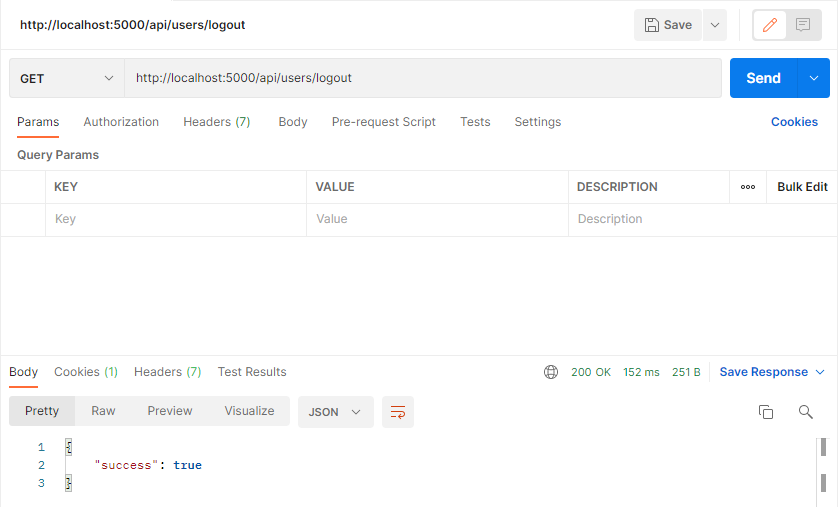 http://localhost:5000/api/users/logout Save
GET http://localhost:5000/api/users/logout Send
Params Authorization Headers (7) Body Pre-request Script Tests Settings Cookies
Query Params
KEY VALUE DESCRIPTION ooo Bulk Edit
Key Value Description
Body Cookies (1) Headers (7) Test Results 200 OK 152 ms 251 B Save Response
Pretty Raw Preview Visualize JSON
1 {
2 "success": true
3 }